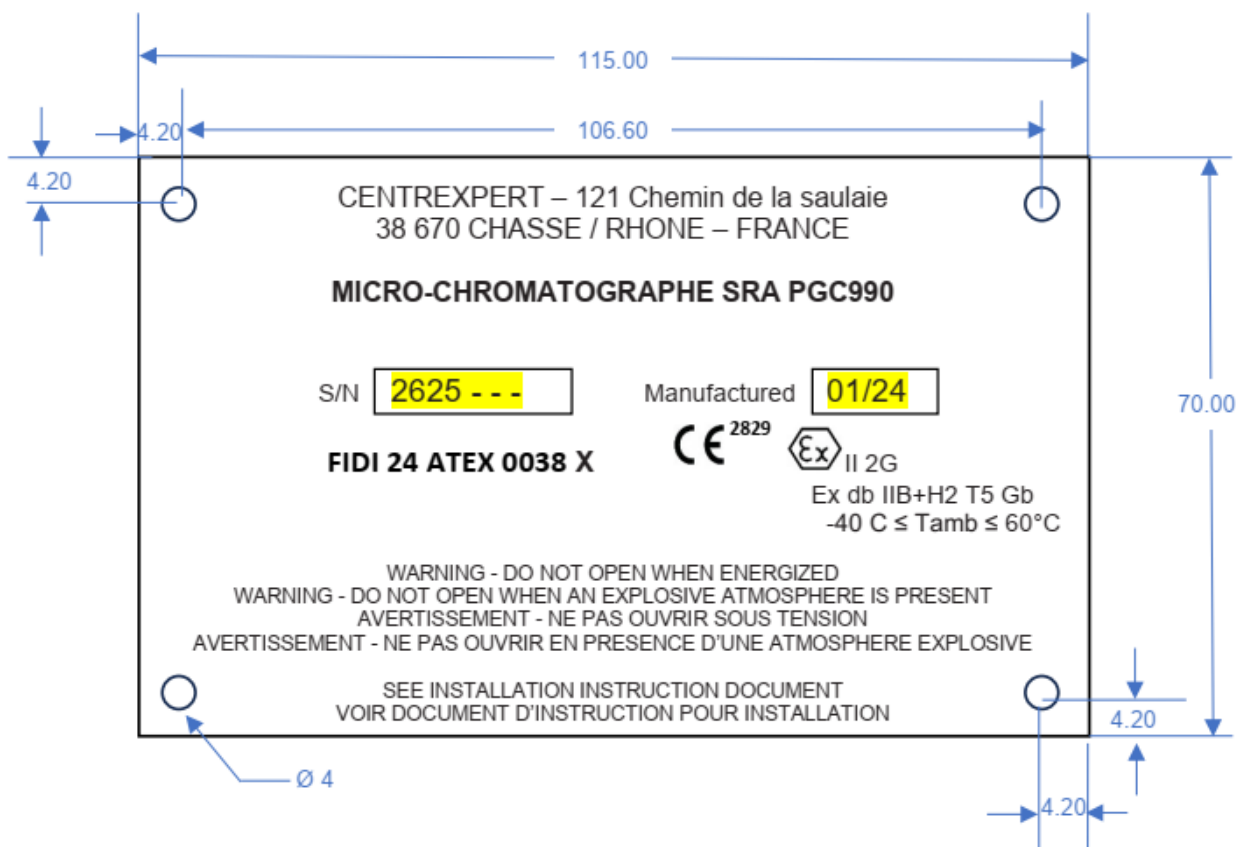 115.00
4.20 106.60
4.20
CENTREXPERT – 121 Chemin de la saulaie
38 670 CHASSE / RHONE – FRANCE
MICRO-CHROMATOGRAPHE SRA PGC990
S/N 2625 - - - Manufactured 01/24
70.00
FIDI 24 ATEX 0038 X CE 2829 Ex II 2G
Ex db IIB+H2 T5 Gb
-40 C ≤ Tamb ≤ 60°C
WARNING - DO NOT OPEN WHEN ENERGIZED
WARNING - DO NOT OPEN WHEN AN EXPLOSIVE ATMOSPHERE IS PRESENT
AVERTISSEMENT - NE PAS OUVRIR SOUS TENSION
AVERTISSEMENT - NE PAS OUVRIR EN PRESENCE D'UNE ATMOSPHERE EXPLOSIVE
SEE INSTALLATION INSTRUCTION DOCUMENT
VOIR DOCUMENT D'INSTRUCTION POUR INSTALLATION
4.20
Ø 4
4.20